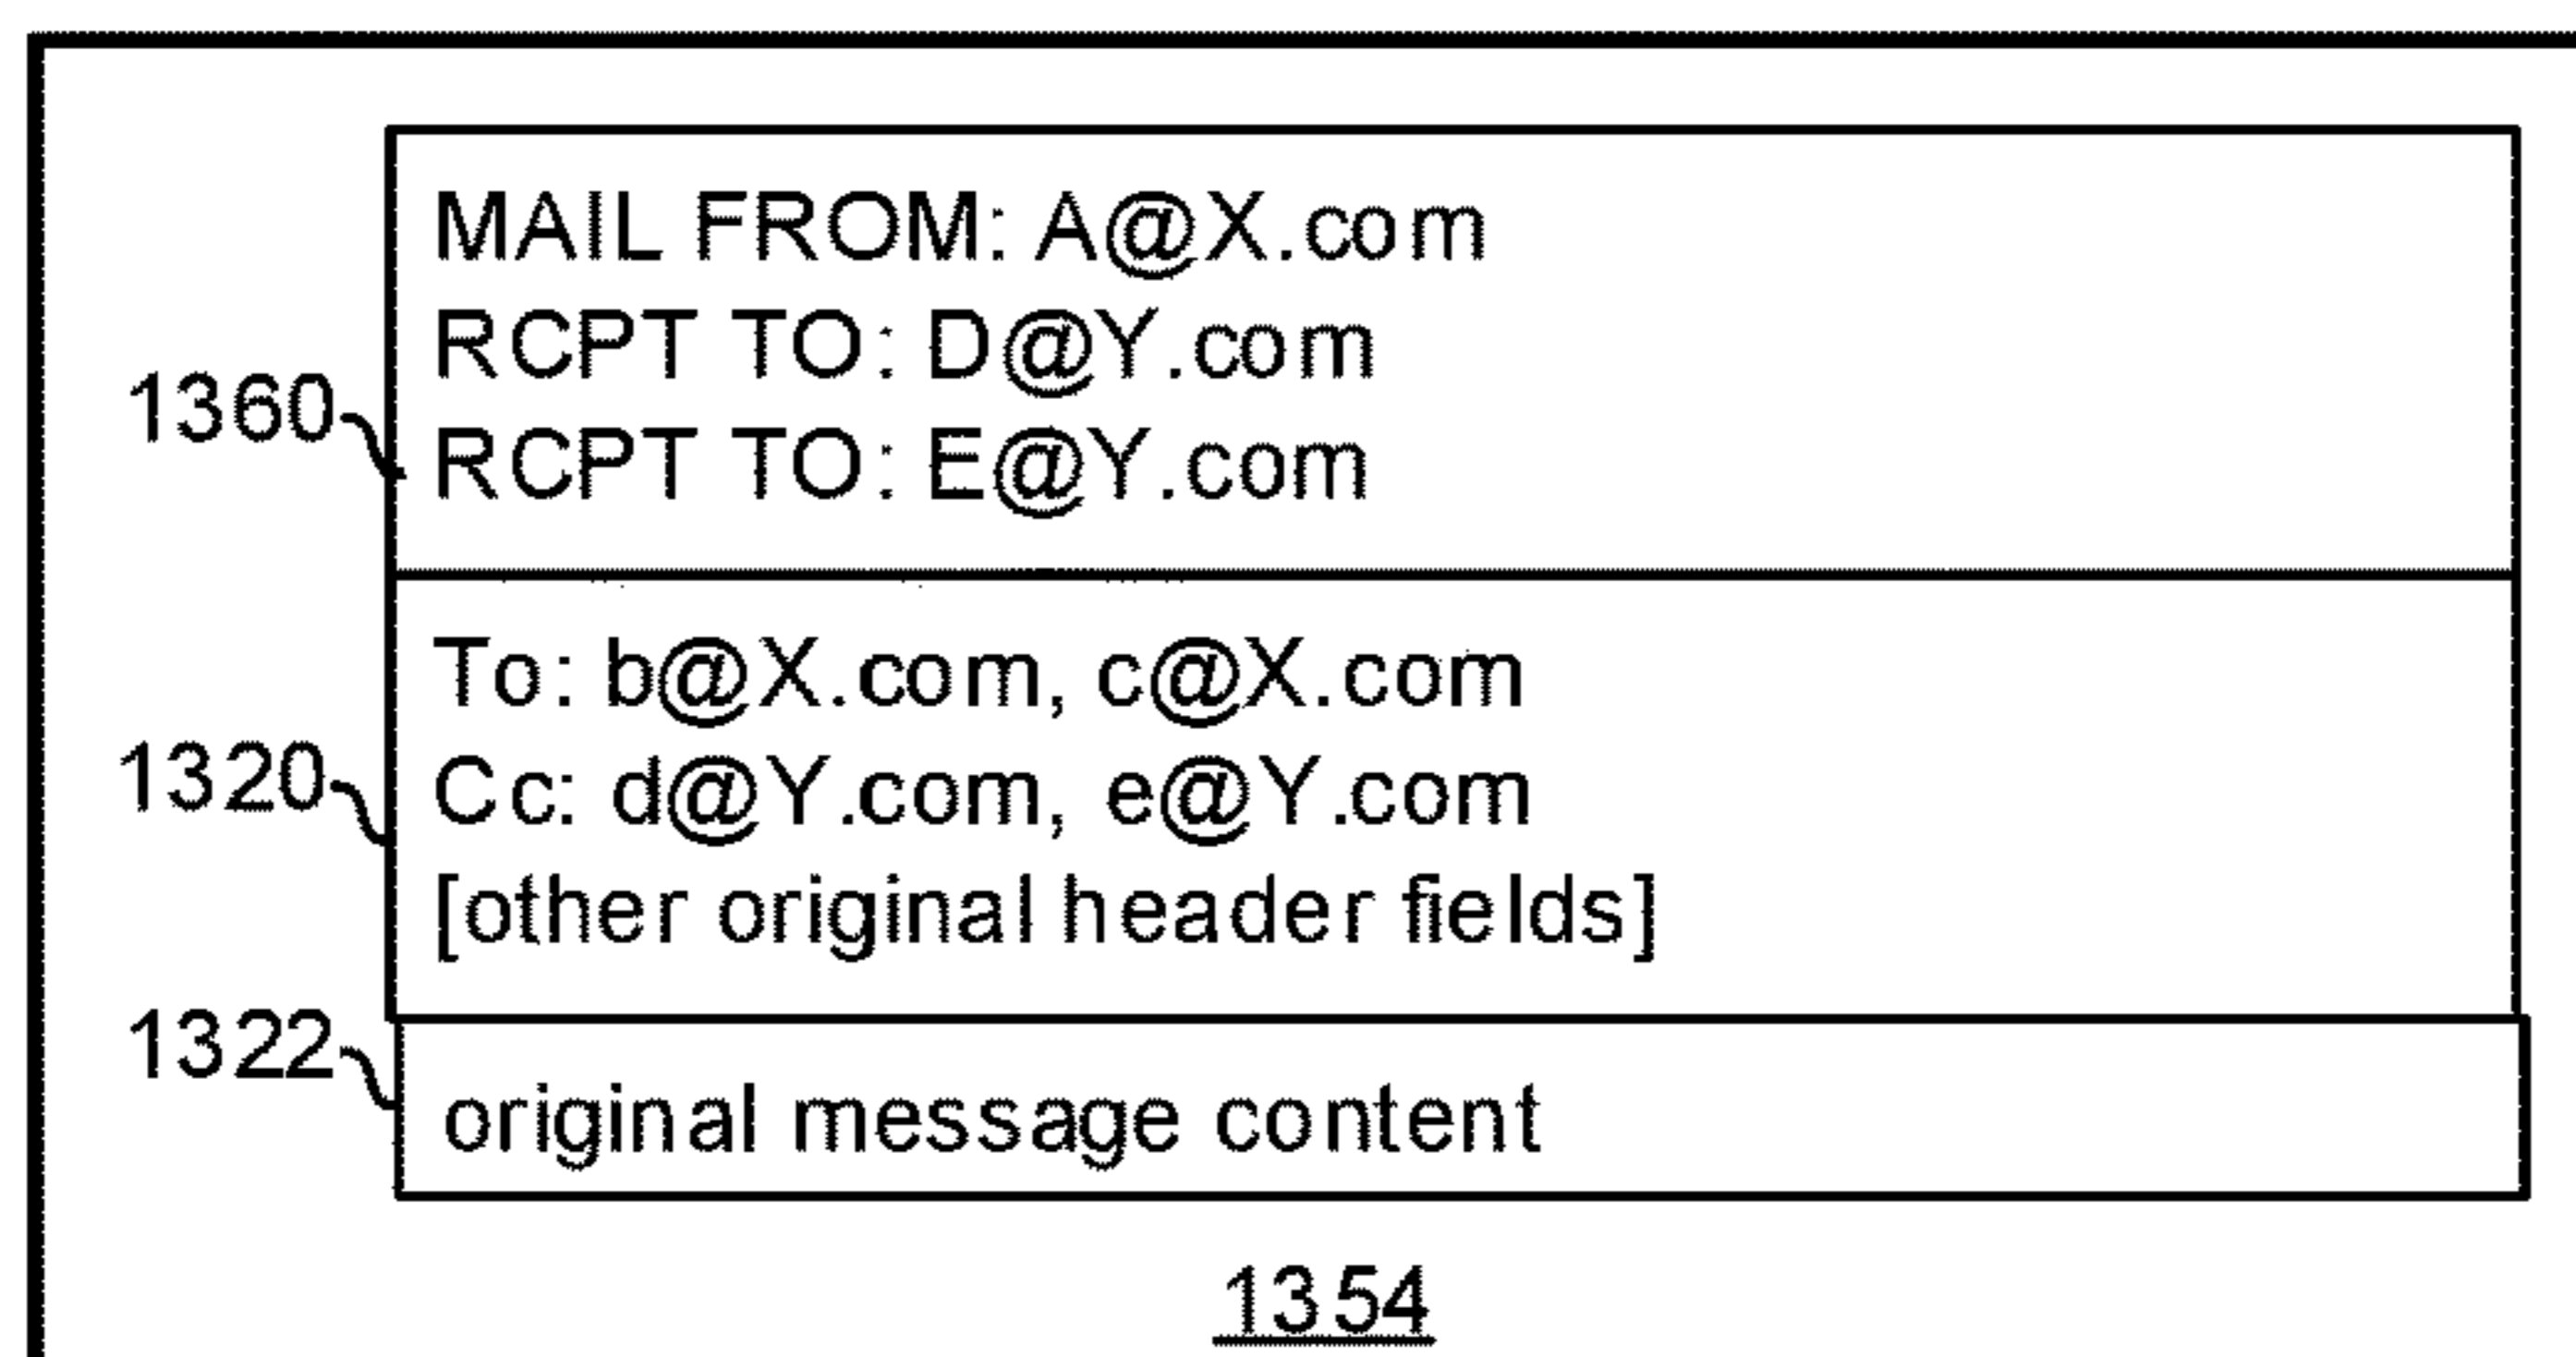 MAIL FROM: A@X.com
RCPT TO: D@Y.com
1360
RCPT TO: E@Y.com
To: b@X.com, c@X.com
1320
Cc: d@Y.com, e@Y.com
[other original header fields]
1322
original message content
1354